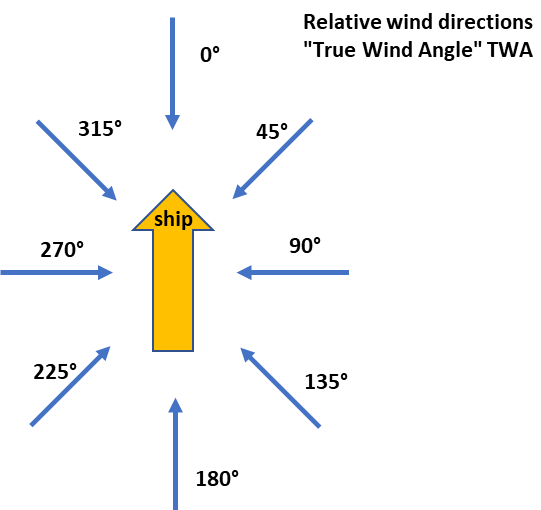 Relative wind directions
"True Wind Angle" TWA
0°
315°
45°
ship
270°
90°
225°
135°
180°